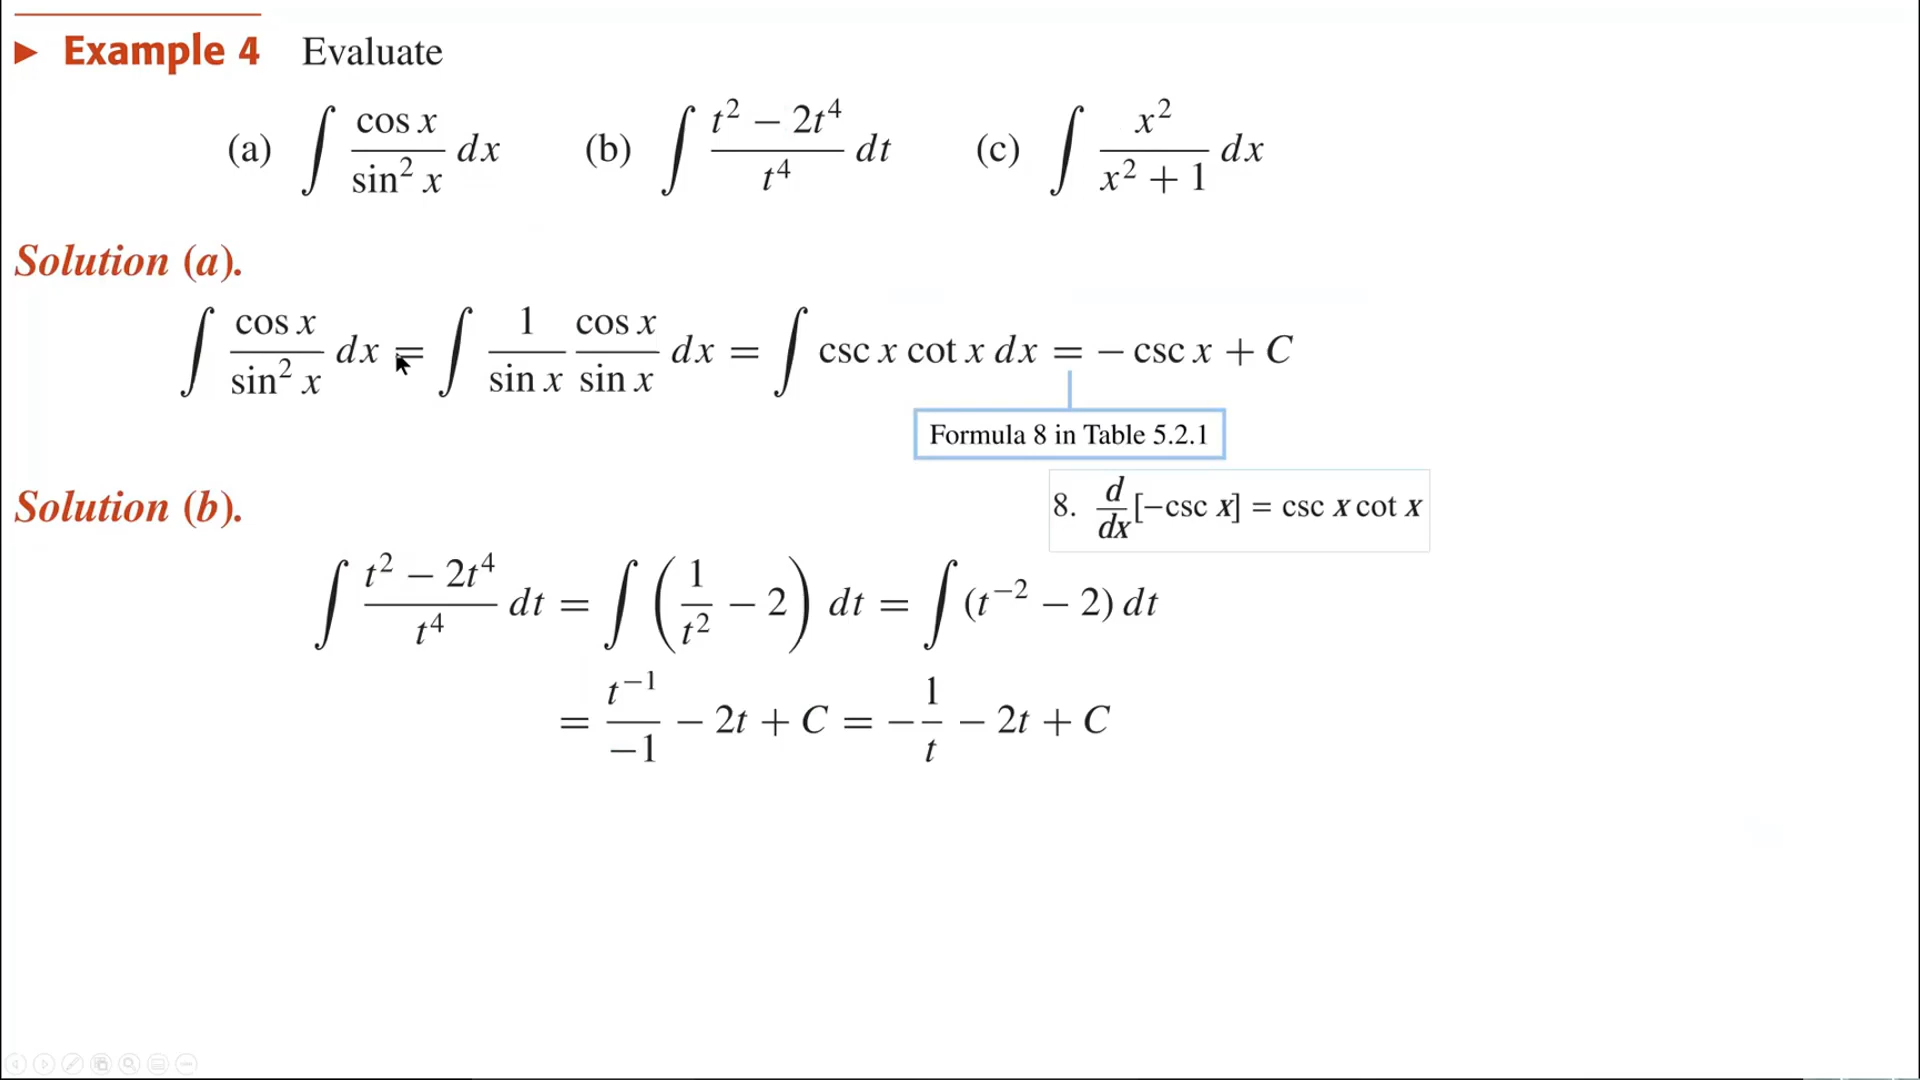 ► Example 4 Evaluate
(a) ∫ cos x / sin² x dx (b) ∫ t² − 2t⁴ / t⁴ dt (c) ∫ x² / x² + 1 dx
Solution (a).
∫ cos x / sin² x dx = ∫ 1 / sin x cos x / sin x dx = ∫ csc x cot x dx = − csc x + C
Formula 8 in Table 5.2.1
8. d/dx [−csc x] = csc x cot x
Solution (b).
∫ t² − 2t⁴ / t⁴ dt = ∫ (1 / t² − 2) dt = ∫ (t⁻² − 2) dt
= t⁻¹ / −1 − 2t + C = − 1 / t − 2t + C